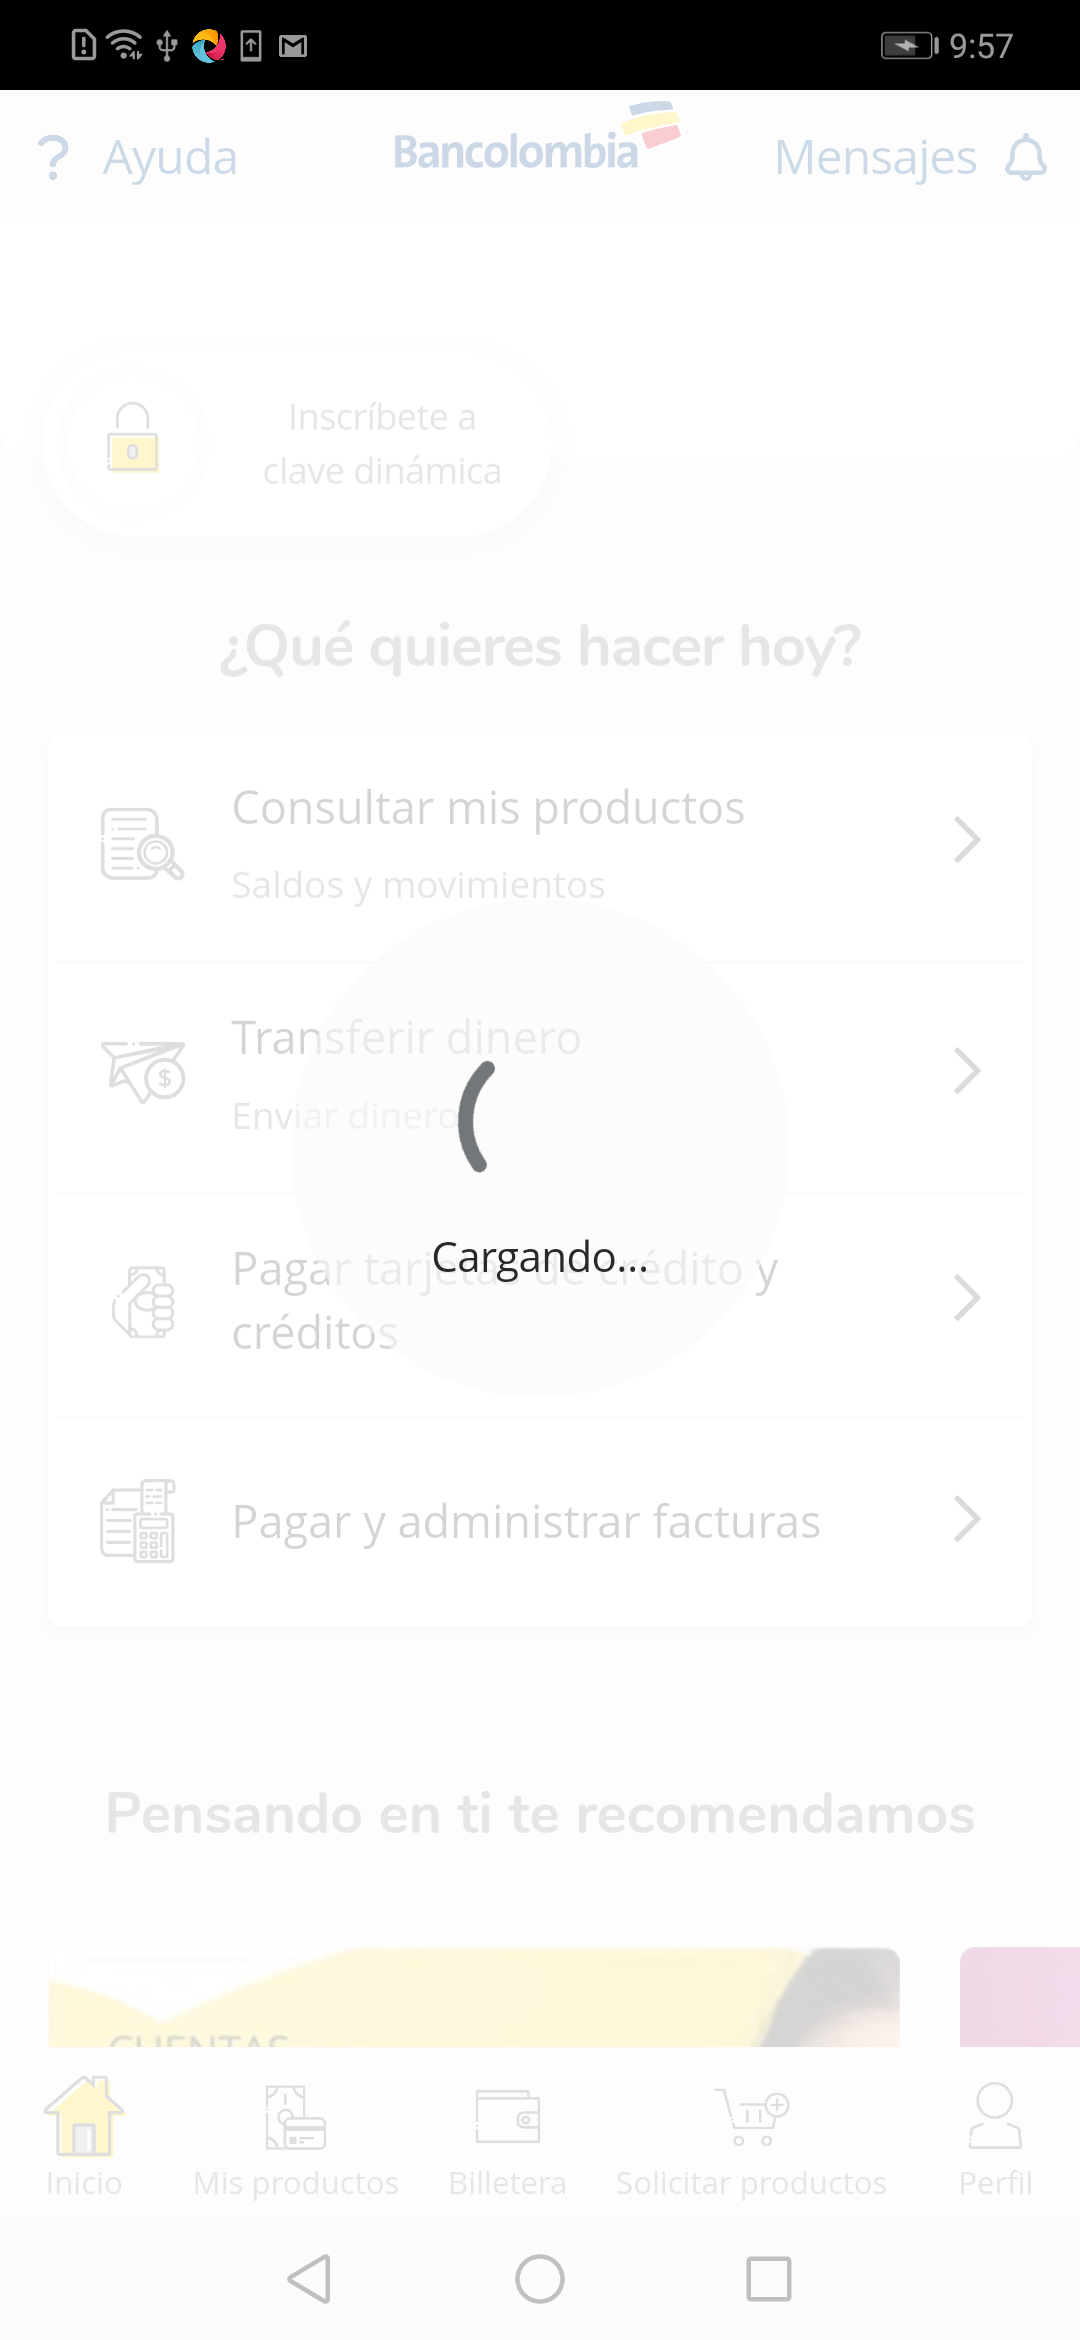 9:57
? Ayuda
Bancolombia
Mensajes
Inscríbete a
clave dinámica
¿Qué quieres hacer hoy?
Consultar mis productos
Saldos y movimientos
Transferir dinero
Enviar dinero
Cargando...
Pagar tarjetas de crédito y
créditos
Pagar y administrar facturas
Pensando en ti te recomendamos
CUENTAS
Inicio
Mis productos
Billetera
Solicitar productos
Perfil